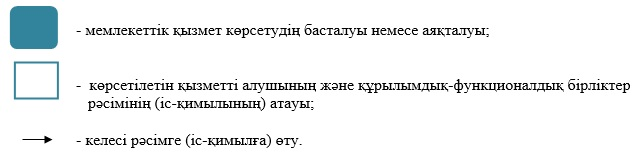 - мемлекеттік қызмет көрсетудің басталуы немесе аяқталуы;
- көрсетілетін қызметті алушының және құрылымдық-функционалдық бірліктер
рәсімінің (іс-қимылының) атауы;
- келесі рәсімге (іс-қимылға) өту.